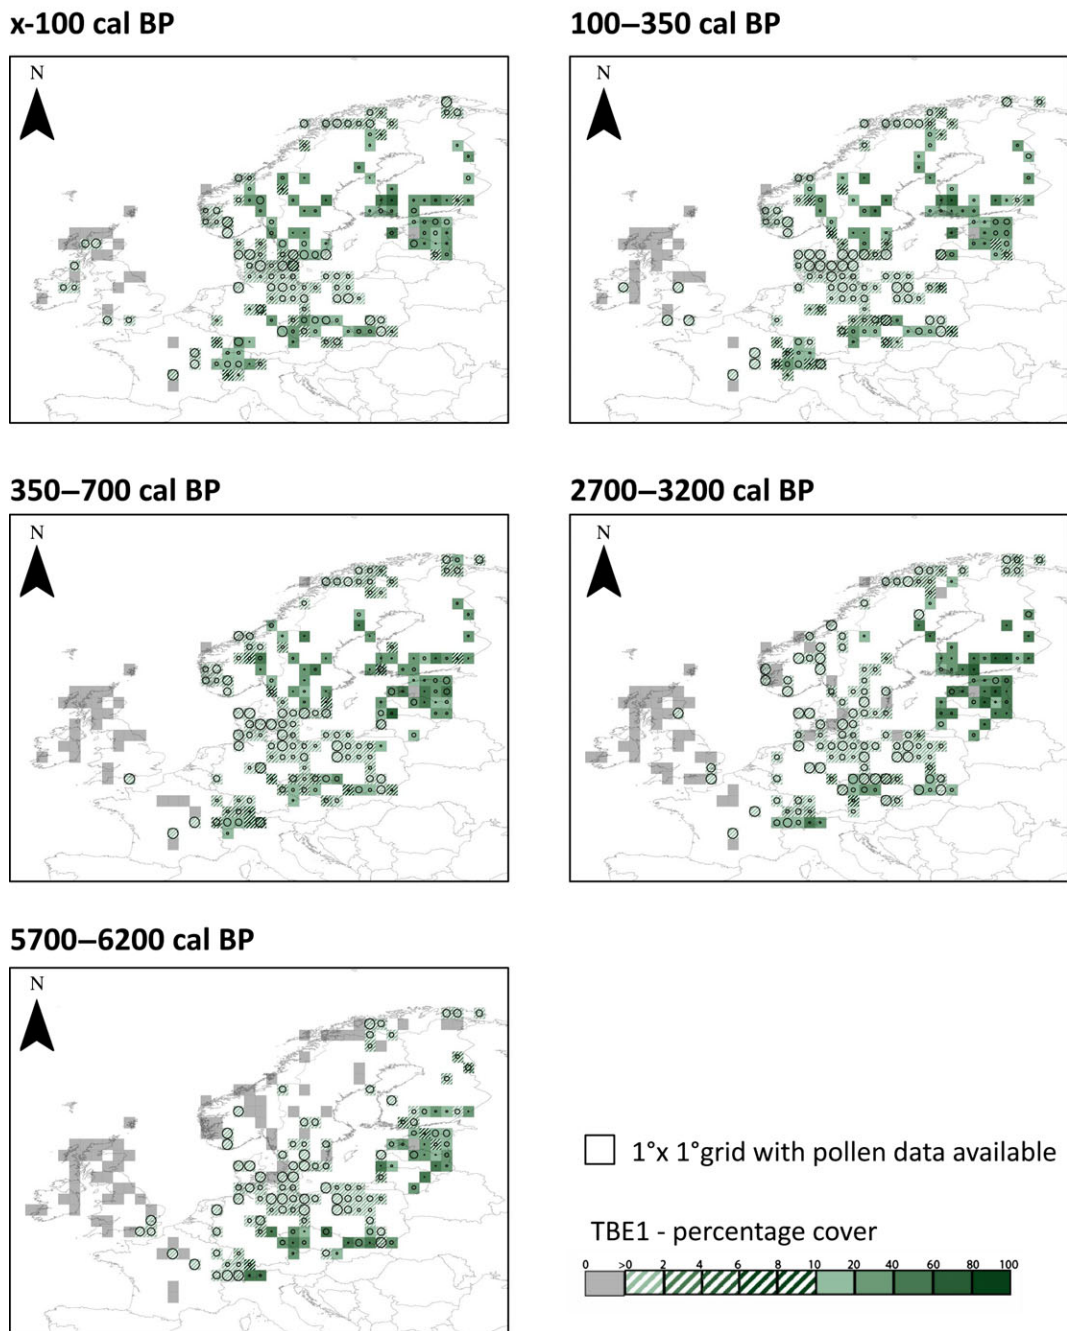 x-100 cal BP
100–350 cal BP
N
N
350–700 cal BP
2700–3200 cal BP
N
N
5700–6200 cal BP
N
1°x 1°grid with pollen data available
TBE1 - percentage cover
0 >0 2 4 6 8 10 20 40 60 80 100